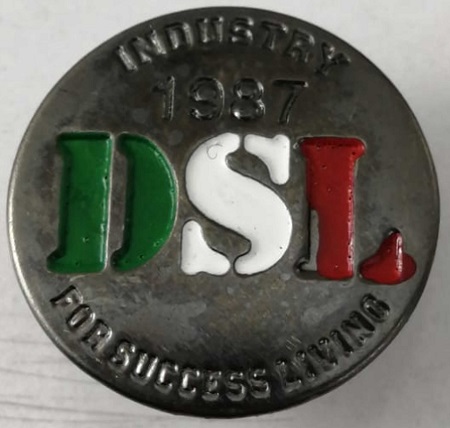 INDUSTRY
1987
DSL
FOR SUCCESS LIVING